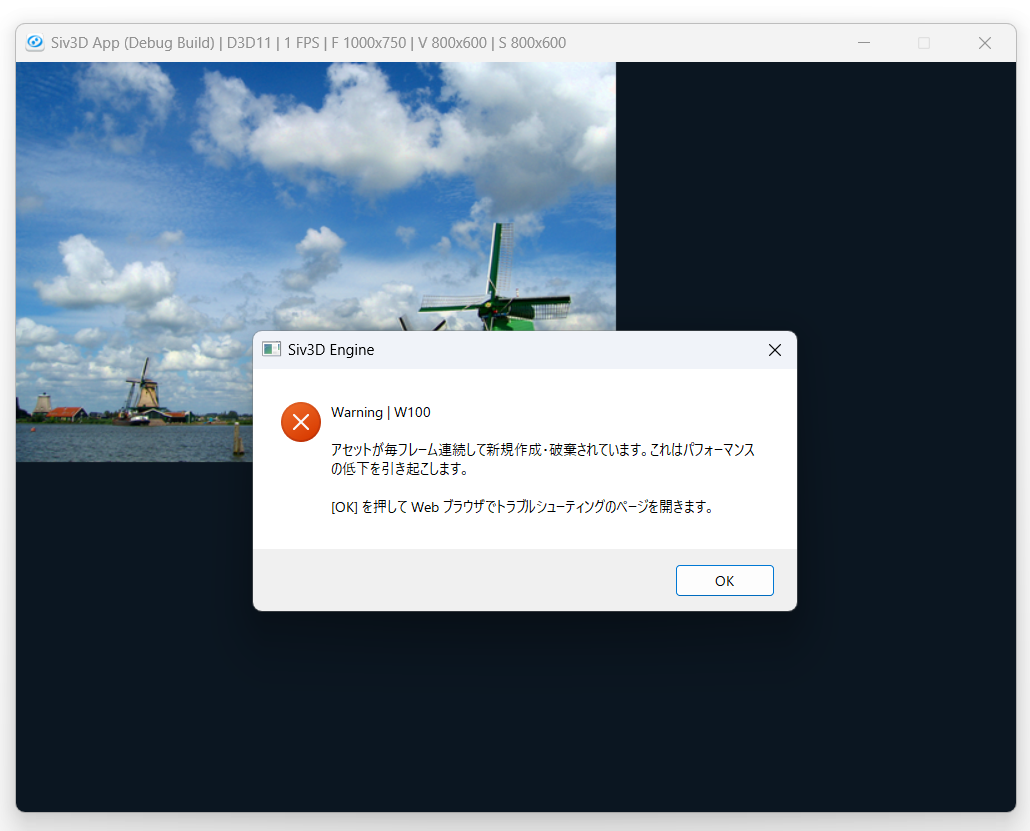 Siv3D App (Debug Build) | D3D11 | 1 FPS | F 1000x750 | V 800x600 | S 800x600
Siv3D Engine
Warning | W100
アセットが毎フレーム連続して新規作成・破棄されています。これはパフォーマンス
の低下を引き起こします。
[OK] を押して Web ブラウザでトラブルシューティングのページを開きます。
OK